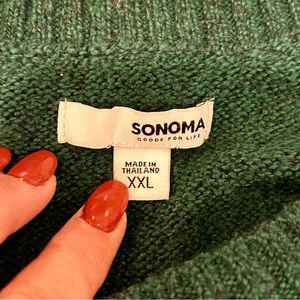 SONOMA
GOODS FOR LIFE
MADE IN
THAILAND
XXL